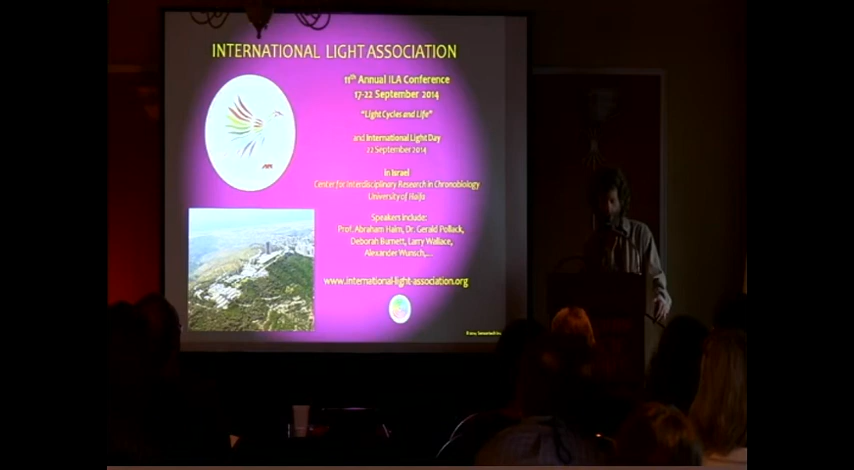 INTERNATIONAL LIGHT ASSOCIATION
11th Annual ILA Conference
17-22 September 2014
"Light Cycles and Life"
and International Light Day
22 September 2014
in Israel
Center for Interdisciplinary Research in Chronobiology
University of Haifa
Speakers include:
Prof. Abraham Haim, Dr. Gerald Pollack,
Deborah Burnett, Larry Wallace,
Alexander Wunsch,...
www.international-light-association.org